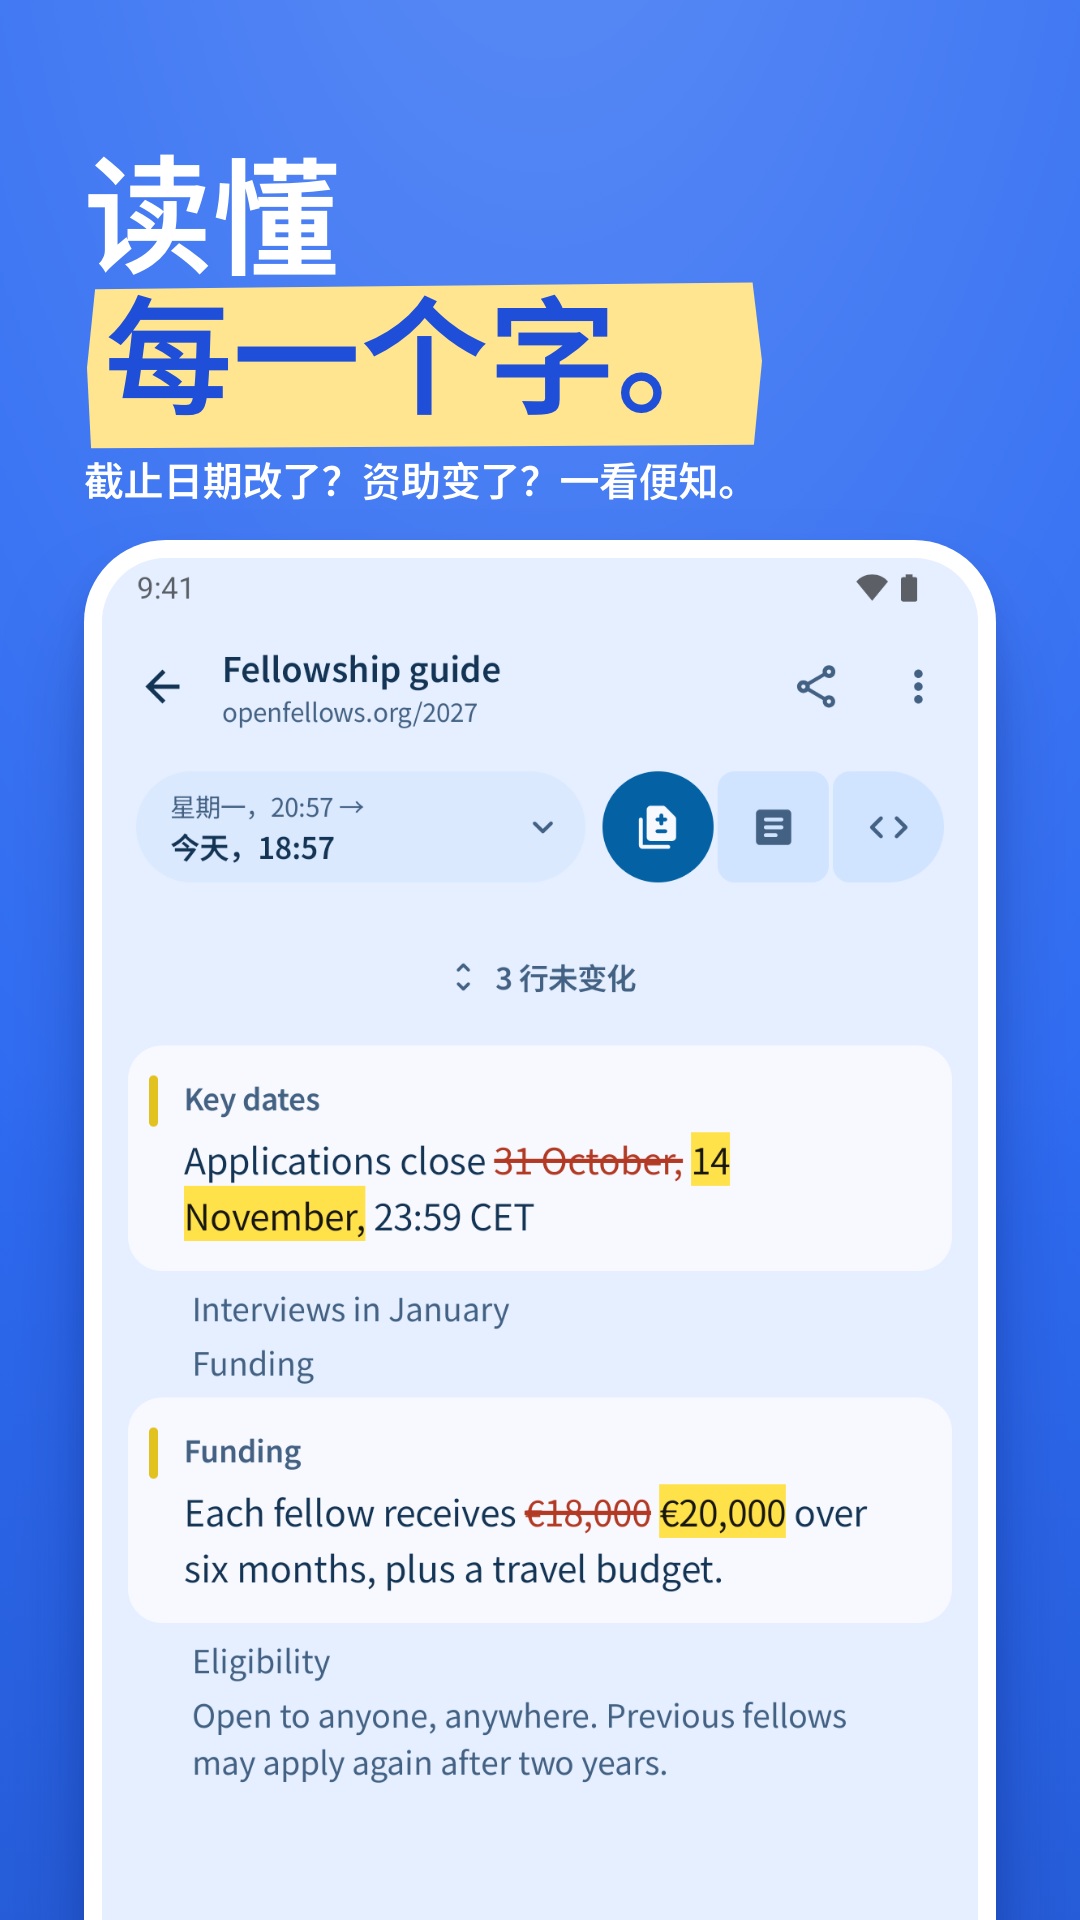 读懂
每一个字。
截止日期改了？资助变了？一看便知。
9:41
Fellowship guide
openfellows.org/2027
星期一，20:57 →
今天，18:57
3 行未变化
Key dates
Applications close 31 October, 14
November, 23:59 CET
Interviews in January
Funding
Funding
Each fellow receives €18,000 €20,000 over
six months, plus a travel budget.
Eligibility
Open to anyone, anywhere. Previous fellows
may apply again after two years.